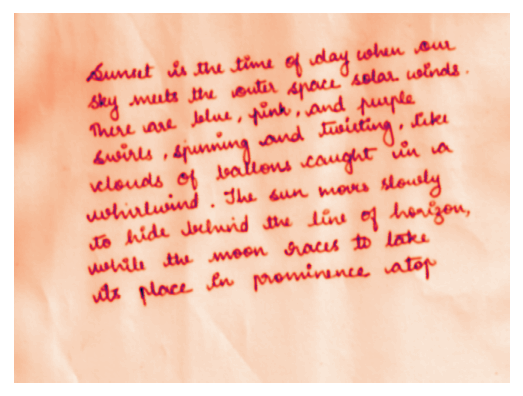 Sunset is the time of day when our
sky meets the outer space solar winds.
There are blue, pink, and purple
swirls, spinning and twisting, like
clouds of ballons caught in a
whirlwind. The sun moves slowly
to hide behind the line of horizon,
while the moon races to take
its place in prominence atop